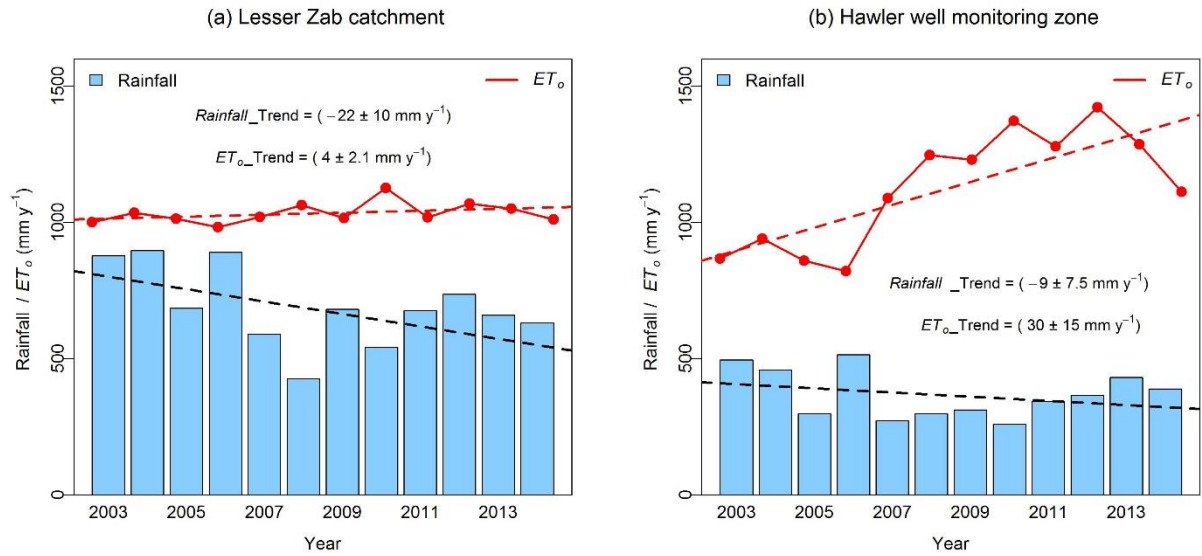 (a) Lesser Zab catchment
Rainfall
ETo
Rainfall_Trend = ( −22 ± 10 mm y−1)
ETo_Trend = ( 4 ± 2.1 mm y−1)
Rainfall / ETo (mm y−1)
1500
1000
500
0
2003 2005 2007 2009 2011 2013
Year
(b) Hawler well monitoring zone
Rainfall
ETo
Rainfall _Trend = ( −9 ± 7.5 mm y−1)
ETo_Trend = ( 30 ± 15 mm y−1)
Rainfall / ETo (mm y−1)
1500
1000
500
0
2003 2005 2007 2009 2011 2013
Year